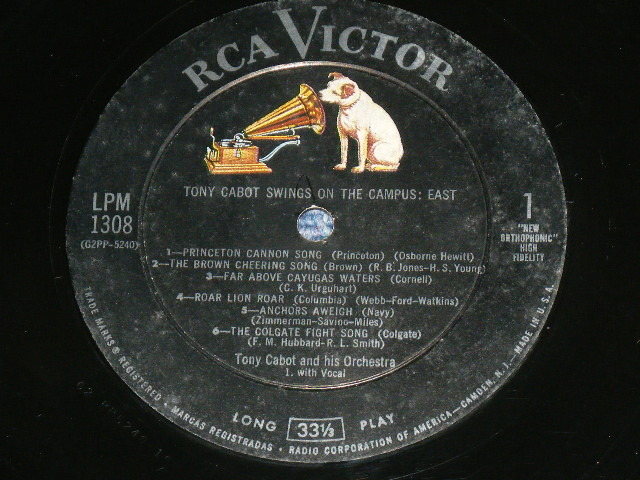 RCA VICTOR
TONY CABOT SWINGS ON THE CAMPUS: EAST
LPM
1308
(G2PP-5240)
1
"NEW
ORTHOPHONIC"
HIGH
FIDELITY
1—PRINCETON CANNON SONG (Princeton) (Osborne Hewitt)
2—THE BROWN CHEERING SONG (Brown) (R. B. Jones-H. S. Young)
3—FAR ABOVE CAYUGAS WATERS (Cornell)
(C. K. Urguhart)
4—ROAR LION ROAR (Columbia) (Webb-Ford-Watkins)
5—ANCHORS AWEIGH (Navy)
(Zimmerman-Savino-Miles)
6—THE COLGATE FIGHT SONG (Colgate)
(F. M. Hubbard-R. L. Smith)
Tony Cabot and his Orchestra
1. with Vocal
LONG 33⅓ PLAY
TRADE MARKS ® REGISTERED • MARCAS REGISTRADAS • RADIO CORPORATION OF AMERICA—CAMDEN, N. J.—MADE IN U.S.A.